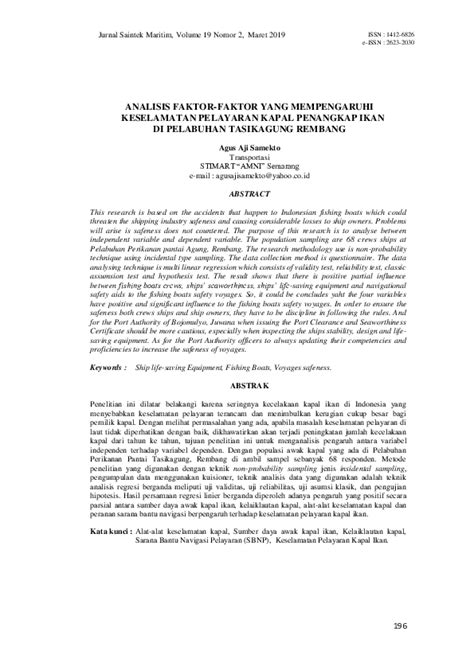 Jurnal Saintek Maritim, Volume 19 Nomor 2, Maret 2019
ISSN : 1412-6826
e-ISSN : 2623-2030
ANALISIS FAKTOR-FAKTOR YANG MEMPENGARUHI
KESELAMATAN PELAYARAN KAPAL PENANGKAP IKAN
DI PELABUHAN TASIKAGUNG REMBANG
Agus Aji Samekto
Transportasi
STIMART "AMNI" Semarang
e-mail : agusajisamekto@yahoo.co.id
ABSTRACT
This research is based on the accidents that happen to Indonesian fishing boats which could
threaten the shipping industry safeness and causing considerable losses to ship owners. Problems
will arise is safeness does not countered. The purpose of this research is to analyse between
independent variable and dependent variable. The population sampling are 68 crews ships at
Pelabuhan Perikanan pantai Agung, Rembang. The research methodology use is non-probability
technique using incidental type sampling. The data collection method is questionnaire. The data
analysing technique is multi linear regression which consists of validity test, reliability test, classic
assumsion test and hypothesis test. The result shows that there is positive partial influence
between fishing boats crews, ships' seaworthiness, ships' life-saving equipment and navigational
safety aids to the fishing boats safety voyages. So, it could be concludes yaht the four variables
have positive and significant influence to the fishing boats safety voyages. In order to ensure the
safeness both crews ships and ship owners, they have to be discipline in following the rules. And
for the Port Authority of Bojomulyo, Juwana when issuing the Port Clearance and Seaworthiness
Certificate should be more cautious, especially when inspecting the ships stability, design and life-
saving equipment. As for the Port Authority officers to always updating their competencies and
proficiencies to increase the safeness of voyages.
Keywords : Ship life-saving Equipment, Fishing Boats, Voyages safeness.
ABSTRAK
Penelitian ini dilatar belakangi karena seringnya kecelakaan kapal ikan di Indonesia yang
menyebabkan keselamatan pelayaran terancam dan menimbulkan kerugian cukup besar bagi
pemilik kapal. Dengan melihat permasalahan yang ada, apabila masalah keselamatan pelayaran di
laut tidak diperhatikan dengan baik, dikhawatirkan akan terjadi peningkatan jumlah kecelakaan
kapal dari tahun ke tahun, tujuan penelitian ini untuk menganalisis pengaruh antara variabel
independen terhadap variabel dependen. Dengan populasi awak kapal yang ada di Pelabuhan
Perikanan Pantai Tasikagung, Rembang di ambil sampel sebanyak 68 responden. Metode
penelitian yang digunakan dengan teknik non-probability sampling jenis insidental sampling,
pengumpulan data menggunakan kuisioner, teknik analisis data yang digunakan adalah teknik
analisis regresi berganda meliputi uji validitas, uji reliabilitas, uji asumsi klasik, dan pengujian
hipotesis. Hasil persamaan regresi linier berganda diperoleh adanya pengaruh yang positif secara
parsial antara sumber daya awak kapal ikan, kelaiklautan kapal, alat-alat keselamatan kapal dan
peranan sarana bantu navigasi berpengaruh terhadap keselamatan pelayaran kapal ikan.
Kata kunci : Alat-alat keselamatan kapal, Sumber daya awak kapal ikan, Kelaiklautan kapal,
Sarana Bantu Navigasi Pelayaran (SBNP), Keselamatan Pelayaran Kapal Ikan.
196